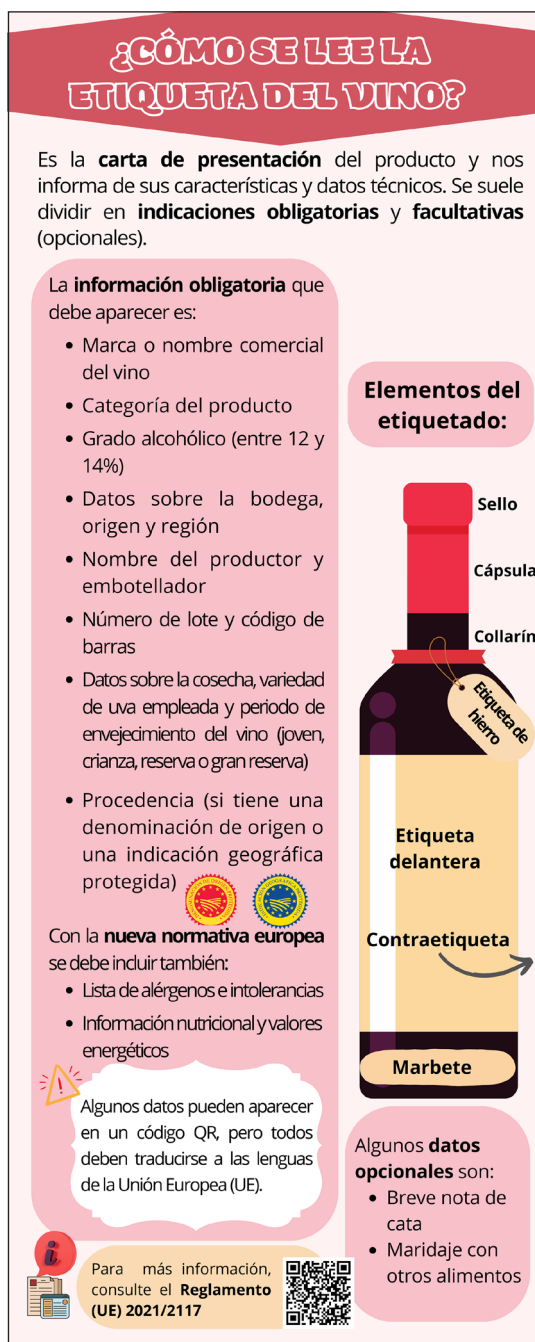 ¿CÓMO SE LEE LA
ETIQUETA DEL VINO?
Es la carta de presentación del producto y nos
informa de sus características y datos técnicos. Se suele
dividir en indicaciones obligatorias y facultativas
(opcionales).
La información obligatoria que
debe aparecer es:
• Marca o nombre comercial
del vino
• Categoría del producto
• Grado alcohólico (entre 12 y
14%)
• Datos sobre la bodega,
origen y región
• Nombre del productor y
embotellador
• Número de lote y código de
barras
• Datos sobre la cosecha, variedad
de uva empleada y periodo de
envejecimiento del vino (joven,
crianza, reserva o gran reserva)
• Procedencia (si tiene una
denominación de origen o
una indicación geográfica
protegida)
Con la nueva normativa europea
se debe incluir también:
• Lista de alérgenos e intolerancias
• Información nutricional y valores
energéticos
Algunos datos pueden aparecer
en un código QR, pero todos
deben traducirse a las lenguas
de la Unión Europea (UE).
Para más información,
consulte el Reglamento
(UE) 2021/2117
Elementos del
etiquetado:
Sello
Cápsula
Collarín
Etiqueta de
hierro
Etiqueta
delantera
Contraetiqueta
Marbete
Algunos datos
opcionales son:
• Breve nota de
cata
• Maridaje con
otros alimentos